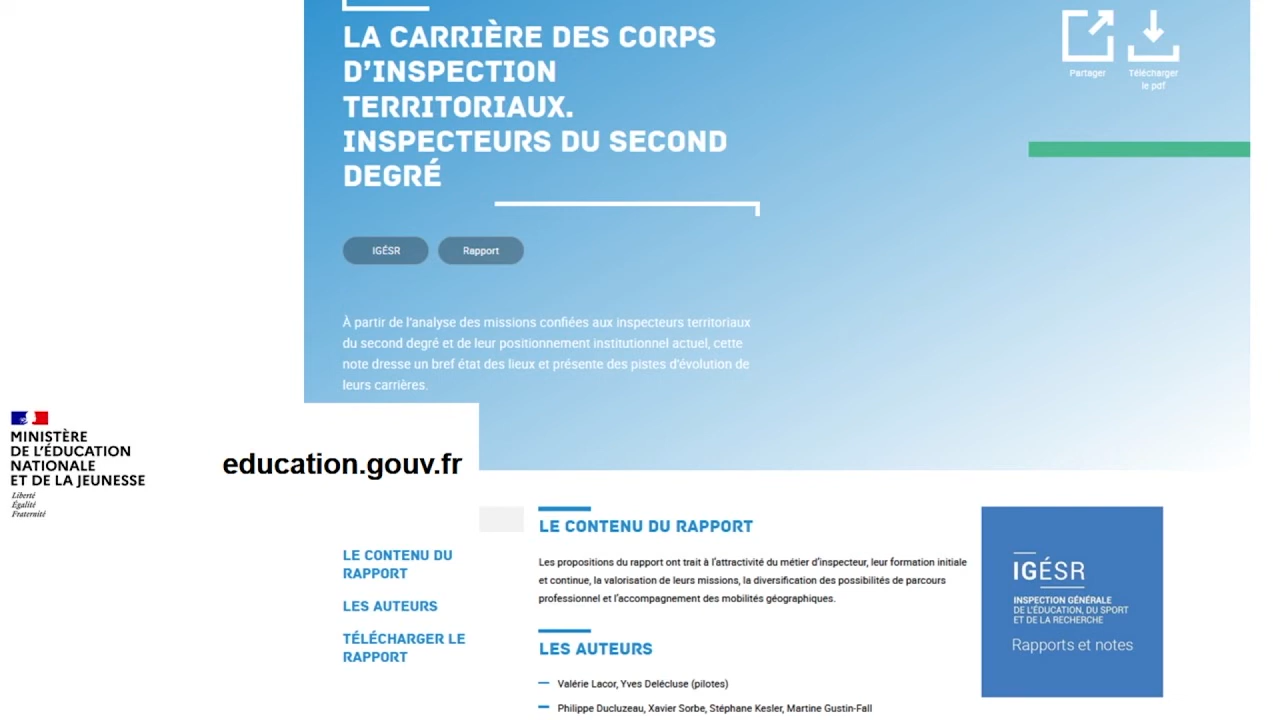 LA CARRIÈRE DES CORPS
D'INSPECTION
TERRITORIAUX.
INSPECTEURS DU SECOND
DEGRÉ
Partager
Télécharger
le pdf
IGÉSR
Rapport
À partir de l'analyse des missions confiées aux inspecteurs territoriaux
du second degré et de leur positionnement institutionnel actuel, cette
note dresse un bref état des lieux et présente des pistes d'évolution de
leurs carrières.
MINISTÈRE
DE L'ÉDUCATION
NATIONALE
ET DE LA JEUNESSE
Liberté
Égalité
Fraternité
education.gouv.fr
LE CONTENU DU
RAPPORT
LES AUTEURS
TÉLÉCHARGER LE
RAPPORT
LE CONTENU DU RAPPORT
Les propositions du rapport ont trait à l'attractivité du métier d'inspecteur, leur formation initiale
et continue, la valorisation de leurs missions, la diversification des possibilités de parcours
professionnel et l'accompagnement des mobilités géographiques.
LES AUTEURS
Valérie Lacor, Yves Delécluse (pilotes)
Philippe Ducluzeau, Xavier Sorbe, Stéphane Kesler, Martine Gustin-Fall
IGÉSR
INSPECTION GÉNÉRALE
DE L'ÉDUCATION, DU SPORT
ET DE LA RECHERCHE
Rapports et notes